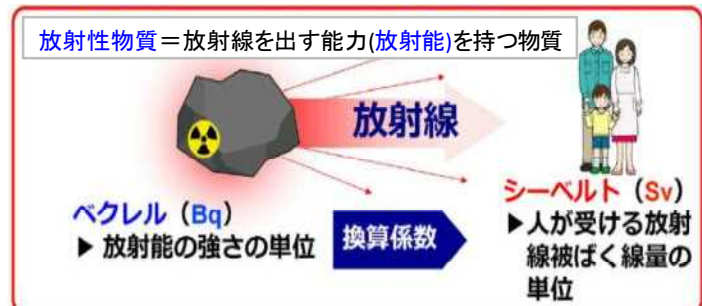 放射性物質＝放射線を出す能力(放射能)を持つ物質
放射線
ベクレル（Bq）
▶ 放射能の強さの単位
換算係数
シーベルト（Sv）
▶人が受ける放射
線被ばく線量の
単位